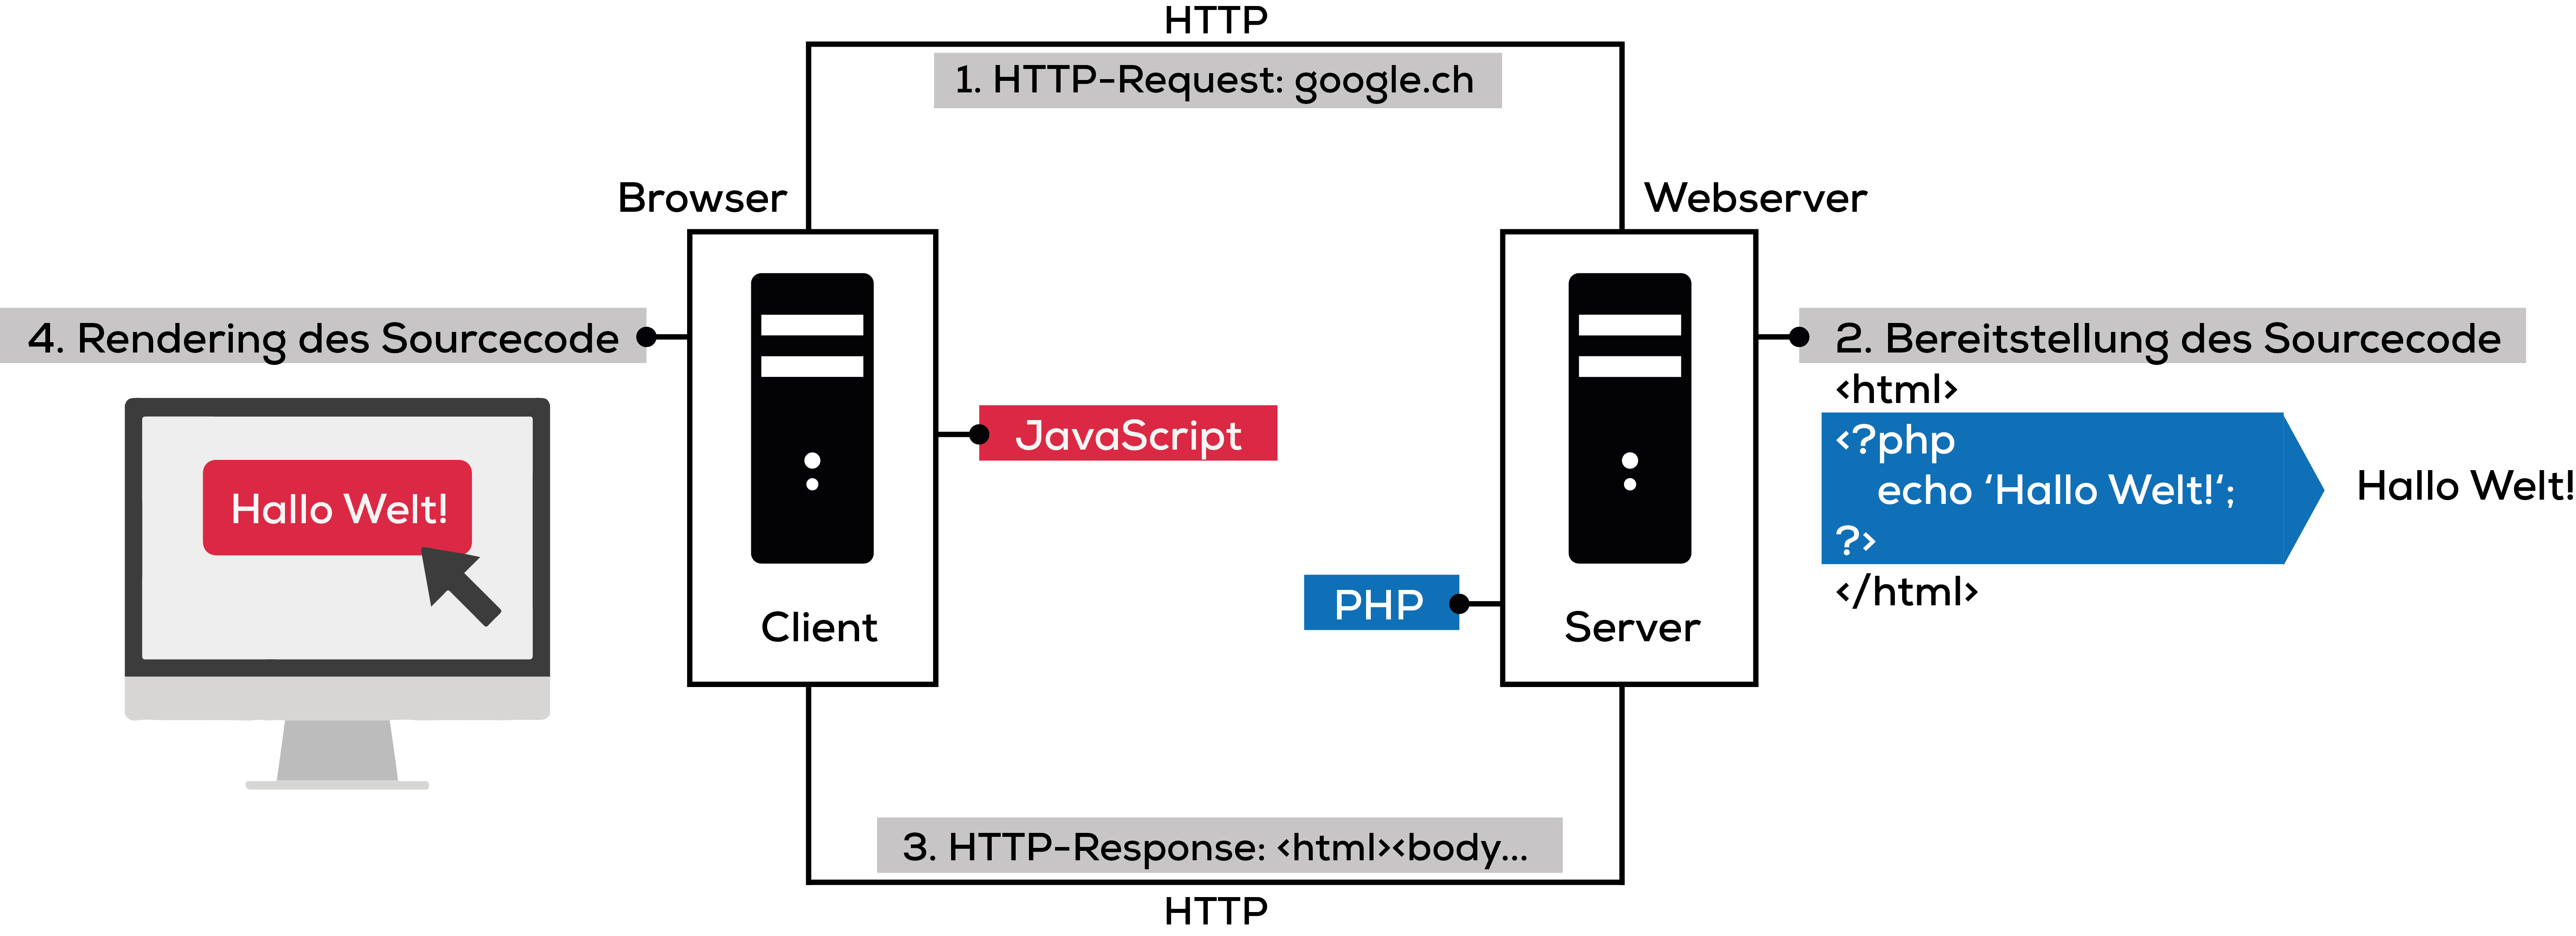 HTTP
1. HTTP-Request: google.ch
Browser
Webserver
4. Rendering des Sourcecode
2. Bereitstellung des Sourcecode
<html>
<?php
echo ‘Hallo Welt!‘;
?>
</html>
Hallo Welt!
JavaScript
Hallo Welt!
PHP
Client
Server
3. HTTP-Response: <html><body...
HTTP